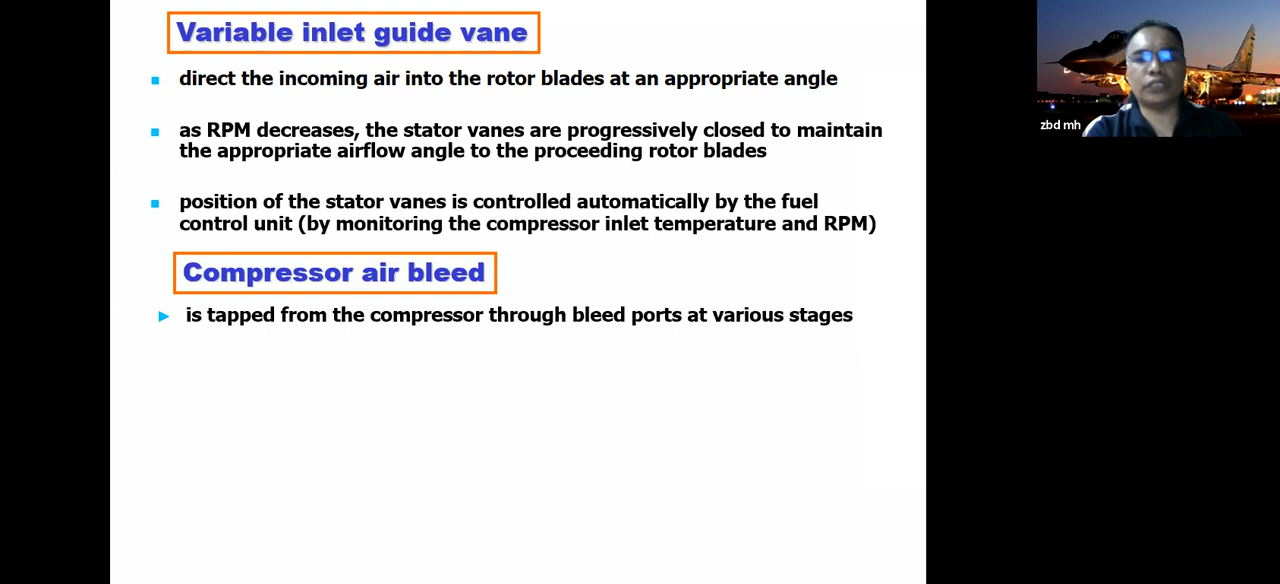 Variable inlet guide vane
direct the incoming air into the rotor blades at an appropriate angle
as RPM decreases, the stator vanes are progressively closed to maintain
the appropriate airflow angle to the proceeding rotor blades
position of the stator vanes is controlled automatically by the fuel
control unit (by monitoring the compressor inlet temperature and RPM)
Compressor air bleed
is tapped from the compressor through bleed ports at various stages
zbd mh